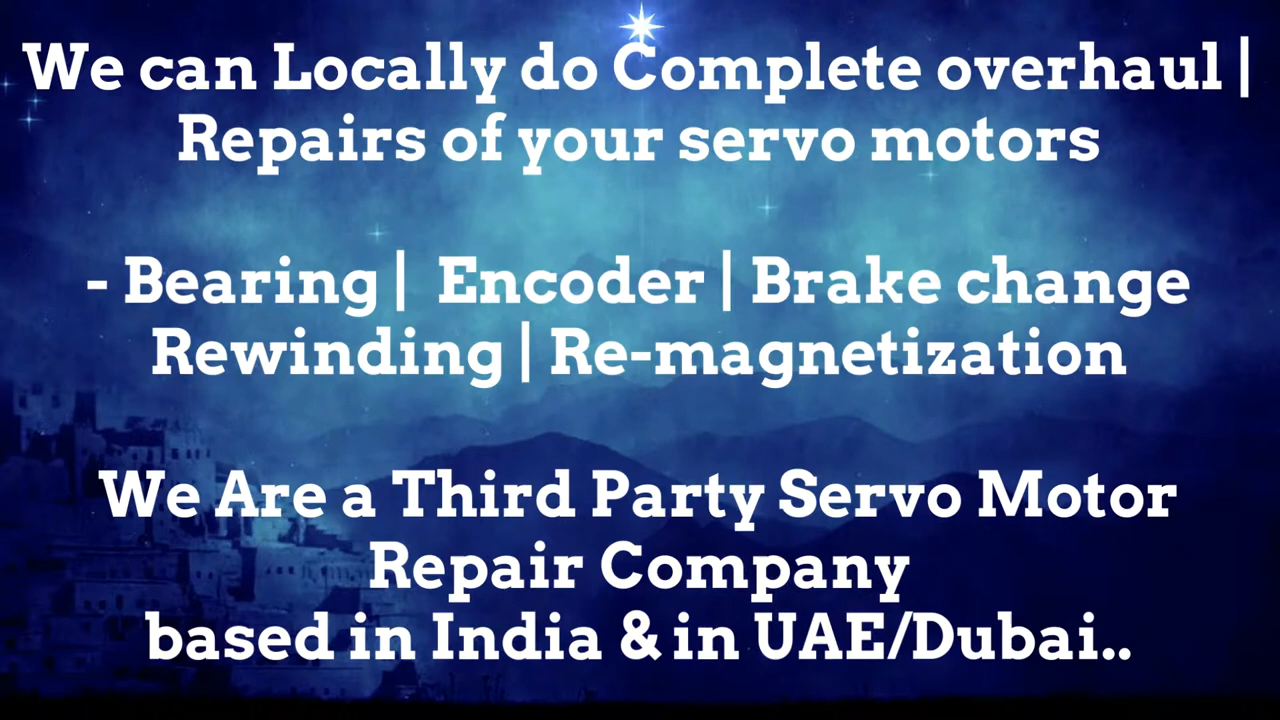 We can Locally do Complete overhaul |
Repairs of your servo motors
- Bearing | Encoder | Brake change
Rewinding | Re-magnetization
We Are a Third Party Servo Motor
Repair Company
based in India & in UAE/Dubai..